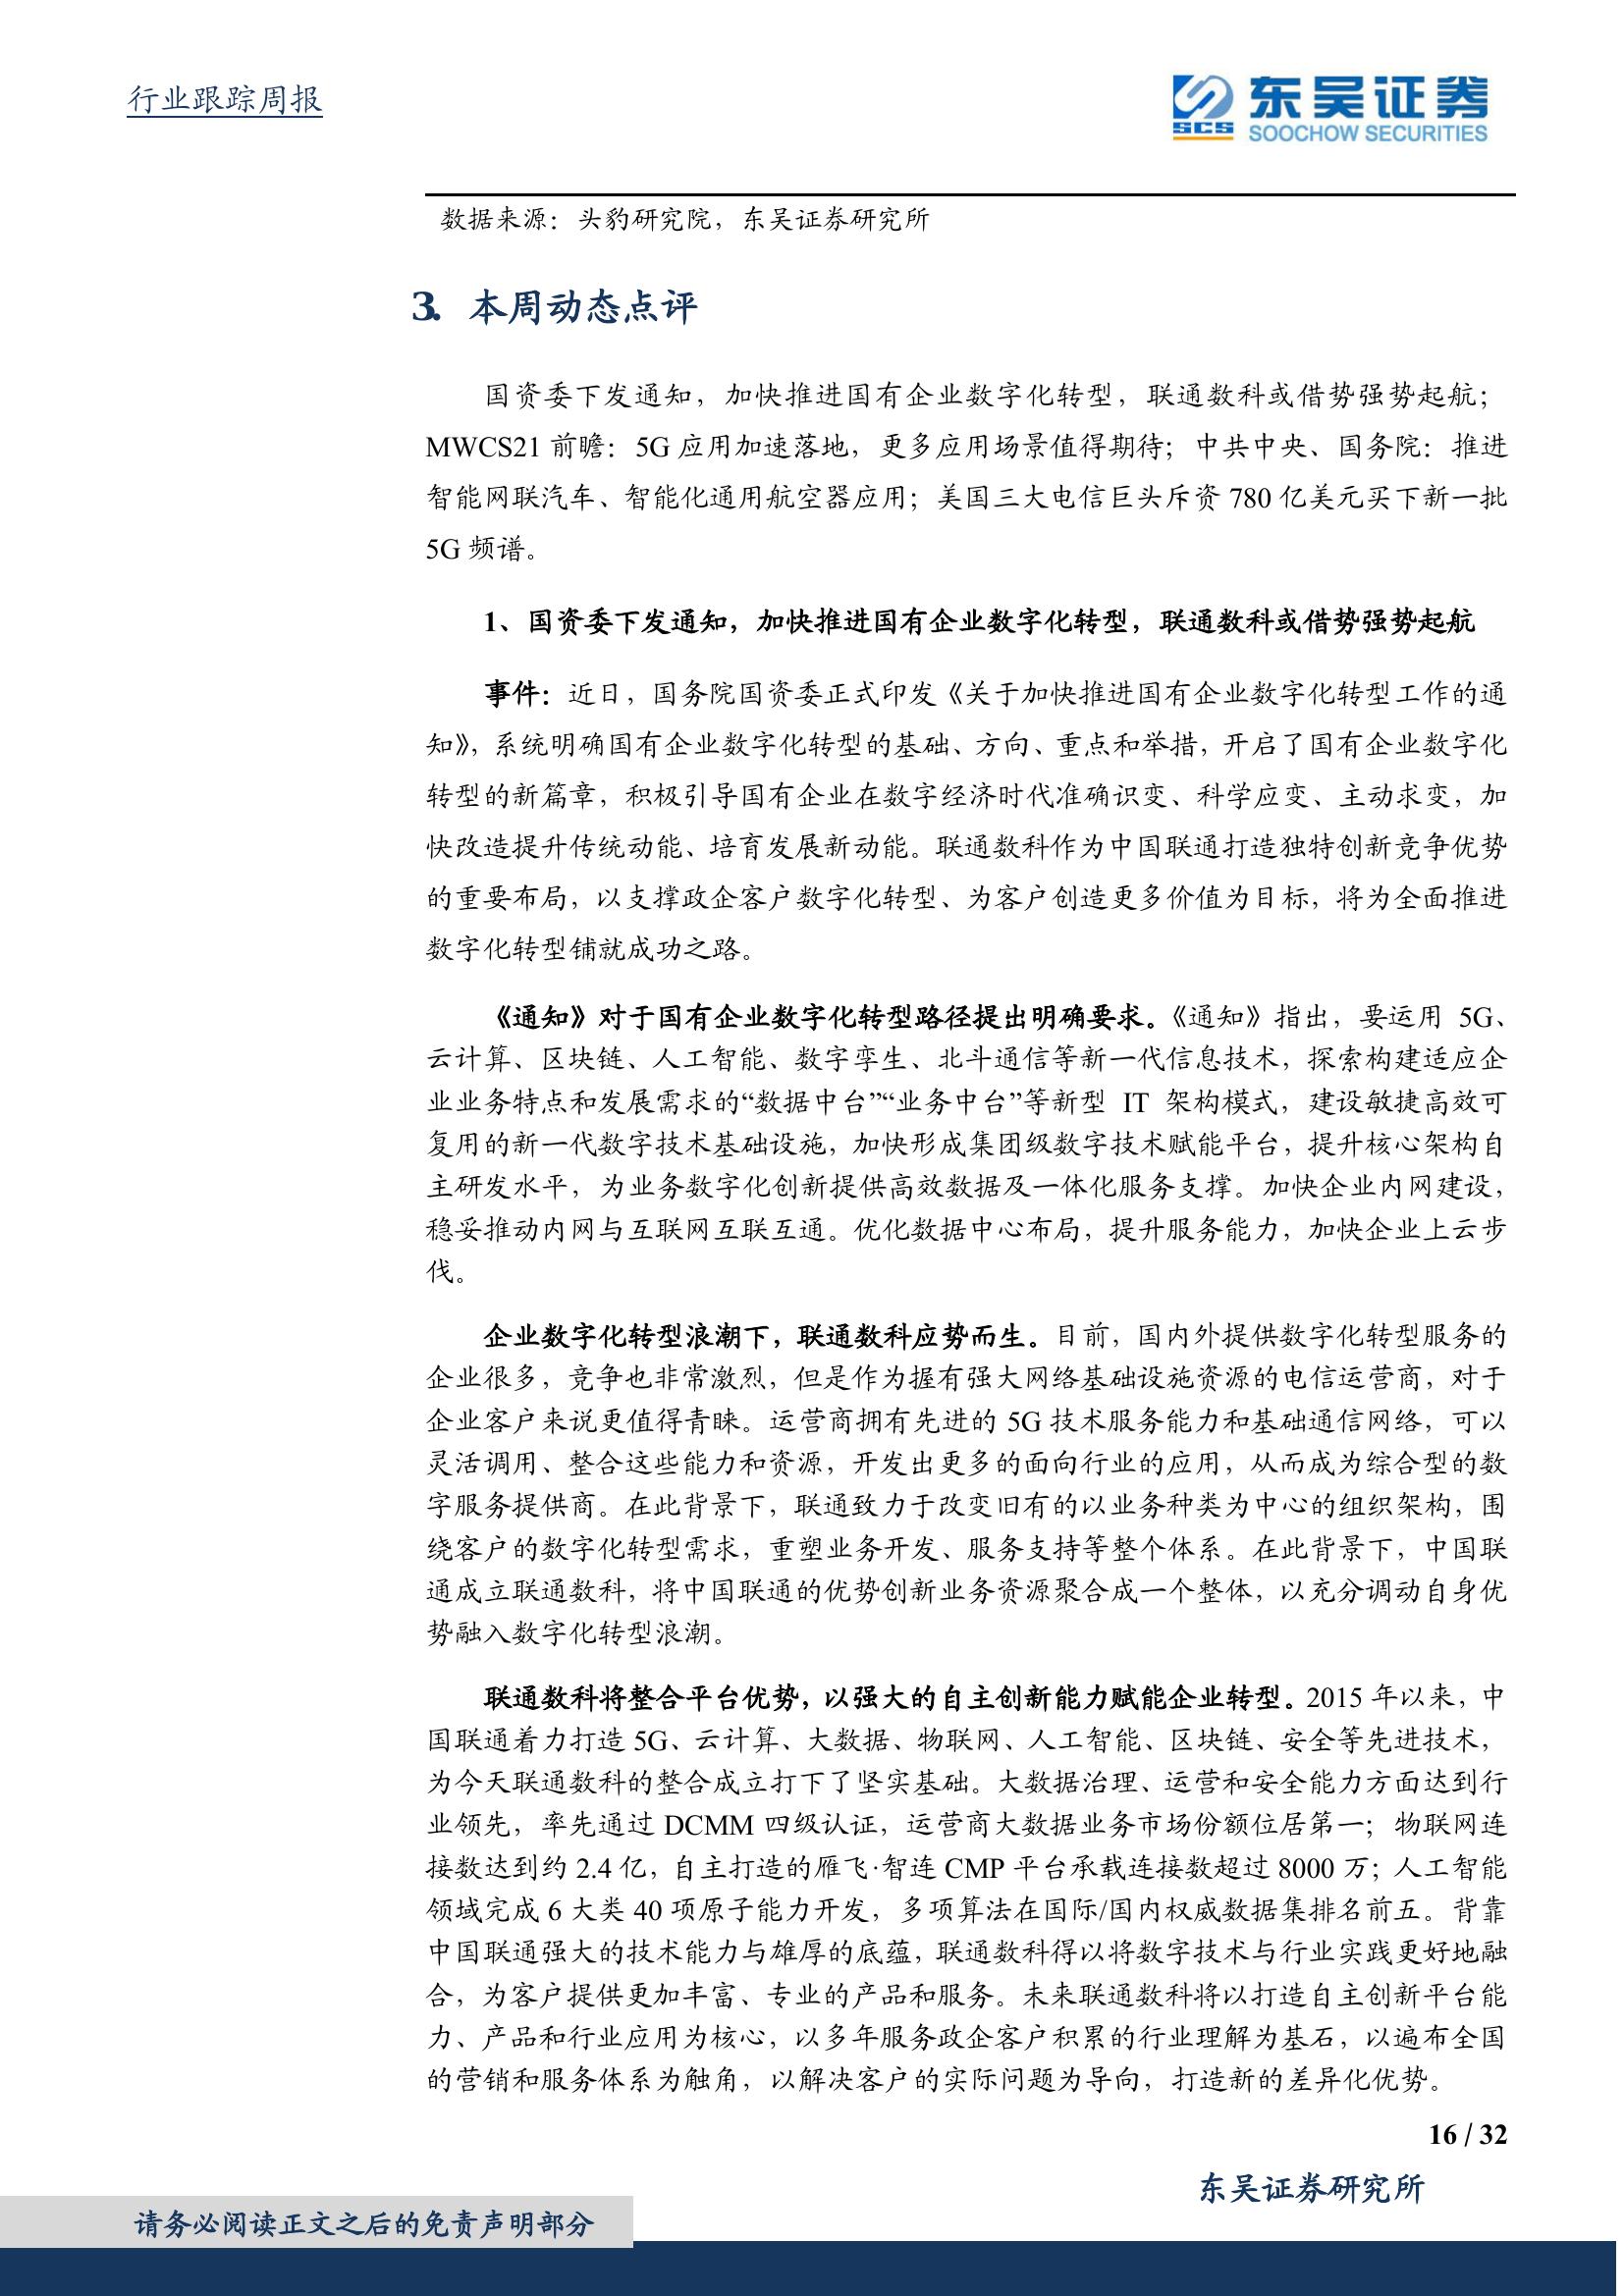 行业跟踪周报
SCS
东吴证券
SOOCHOW SECURITIES
数据来源：头豹研究院，东吴证券研究所
3. 本周动态点评
国资委下发通知，加快推进国有企业数字化转型，联通数科或借势强势起航；
MWCS21 前瞻：5G 应用加速落地，更多应用场景值得期待；中共中央、国务院：推进
智能网联汽车、智能化通用航空器应用；美国三大电信巨头斥资 780 亿美元买下新一批
5G 频谱。
1、国资委下发通知，加快推进国有企业数字化转型，联通数科或借势强势起航
事件：近日，国务院国资委正式印发《关于加快推进国有企业数字化转型工作的通
知》，系统明确国有企业数字化转型的基础、方向、重点和举措，开启了国有企业数字化
转型的新篇章，积极引导国有企业在数字经济时代准确识变、科学应变、主动求变，加
快改造提升传统动能、培育发展新动能。联通数科作为中国联通打造独特创新竞争优势
的重要布局，以支撑政企客户数字化转型、为客户创造更多价值为目标，将为全面推进
数字化转型铺就成功之路。
《通知》对于国有企业数字化转型路径提出明确要求。《通知》指出，要运用 5G、
云计算、区块链、人工智能、数字孪生、北斗通信等新一代信息技术，探索构建适应企
业业务特点和发展需求的“数据中台”“业务中台”等新型 IT 架构模式，建设敏捷高效可
复用的新一代数字技术基础设施，加快形成集团级数字技术赋能平台，提升核心架构自
主研发水平，为业务数字化创新提供高效数据及一体化服务支撑。加快企业内网建设，
稳妥推动内网与互联网互联互通。优化数据中心布局，提升服务能力，加快企业上云步
伐。
企业数字化转型浪潮下，联通数科应势而生。目前，国内外提供数字化转型服务的
企业很多，竞争也非常激烈，但是作为握有强大网络基础设施资源的电信运营商，对于
企业客户来说更值得青睐。运营商拥有先进的 5G 技术服务能力和基础通信网络，可以
灵活调用、整合这些能力和资源，开发出更多的面向行业的应用，从而成为综合型的数
字服务提供商。在此背景下，联通致力于改变旧有的以业务种类为中心的组织架构，围
绕客户的数字化转型需求，重塑业务开发、服务支持等整个体系。在此背景下，中国联
通成立联通数科，将中国联通的优势创新业务资源聚合成一个整体，以充分调动自身优
势融入数字化转型浪潮。
联通数科将整合平台优势，以强大的自主创新能力赋能企业转型。2015 年以来，中
国联通着力打造 5G、云计算、大数据、物联网、人工智能、区块链、安全等先进技术，
为今天联通数科的整合成立打下了坚实基础。大数据治理、运营和安全能力方面达到行
业领先，率先通过 DCMM 四级认证，运营商大数据业务市场份额位居第一；物联网连
接数达到约 2.4 亿，自主打造的雁飞·智连 CMP 平台承载连接数超过 8000 万；人工智能
领域完成 6 大类 40 项原子能力开发，多项算法在国际/国内权威数据集排名前五。背靠
中国联通强大的技术能力与雄厚的底蕴，联通数科得以将数字技术与行业实践更好地融
合，为客户提供更加丰富、专业的产品和服务。未来联通数科将以打造自主创新平台能
力、产品和行业应用为核心，以多年服务政企客户积累的行业理解为基石，以遍布全国
的营销和服务体系为触角，以解决客户的实际问题为导向，打造新的差异化优势。
16 / 32
东吴证券研究所
请务必阅读正文之后的免责声明部分